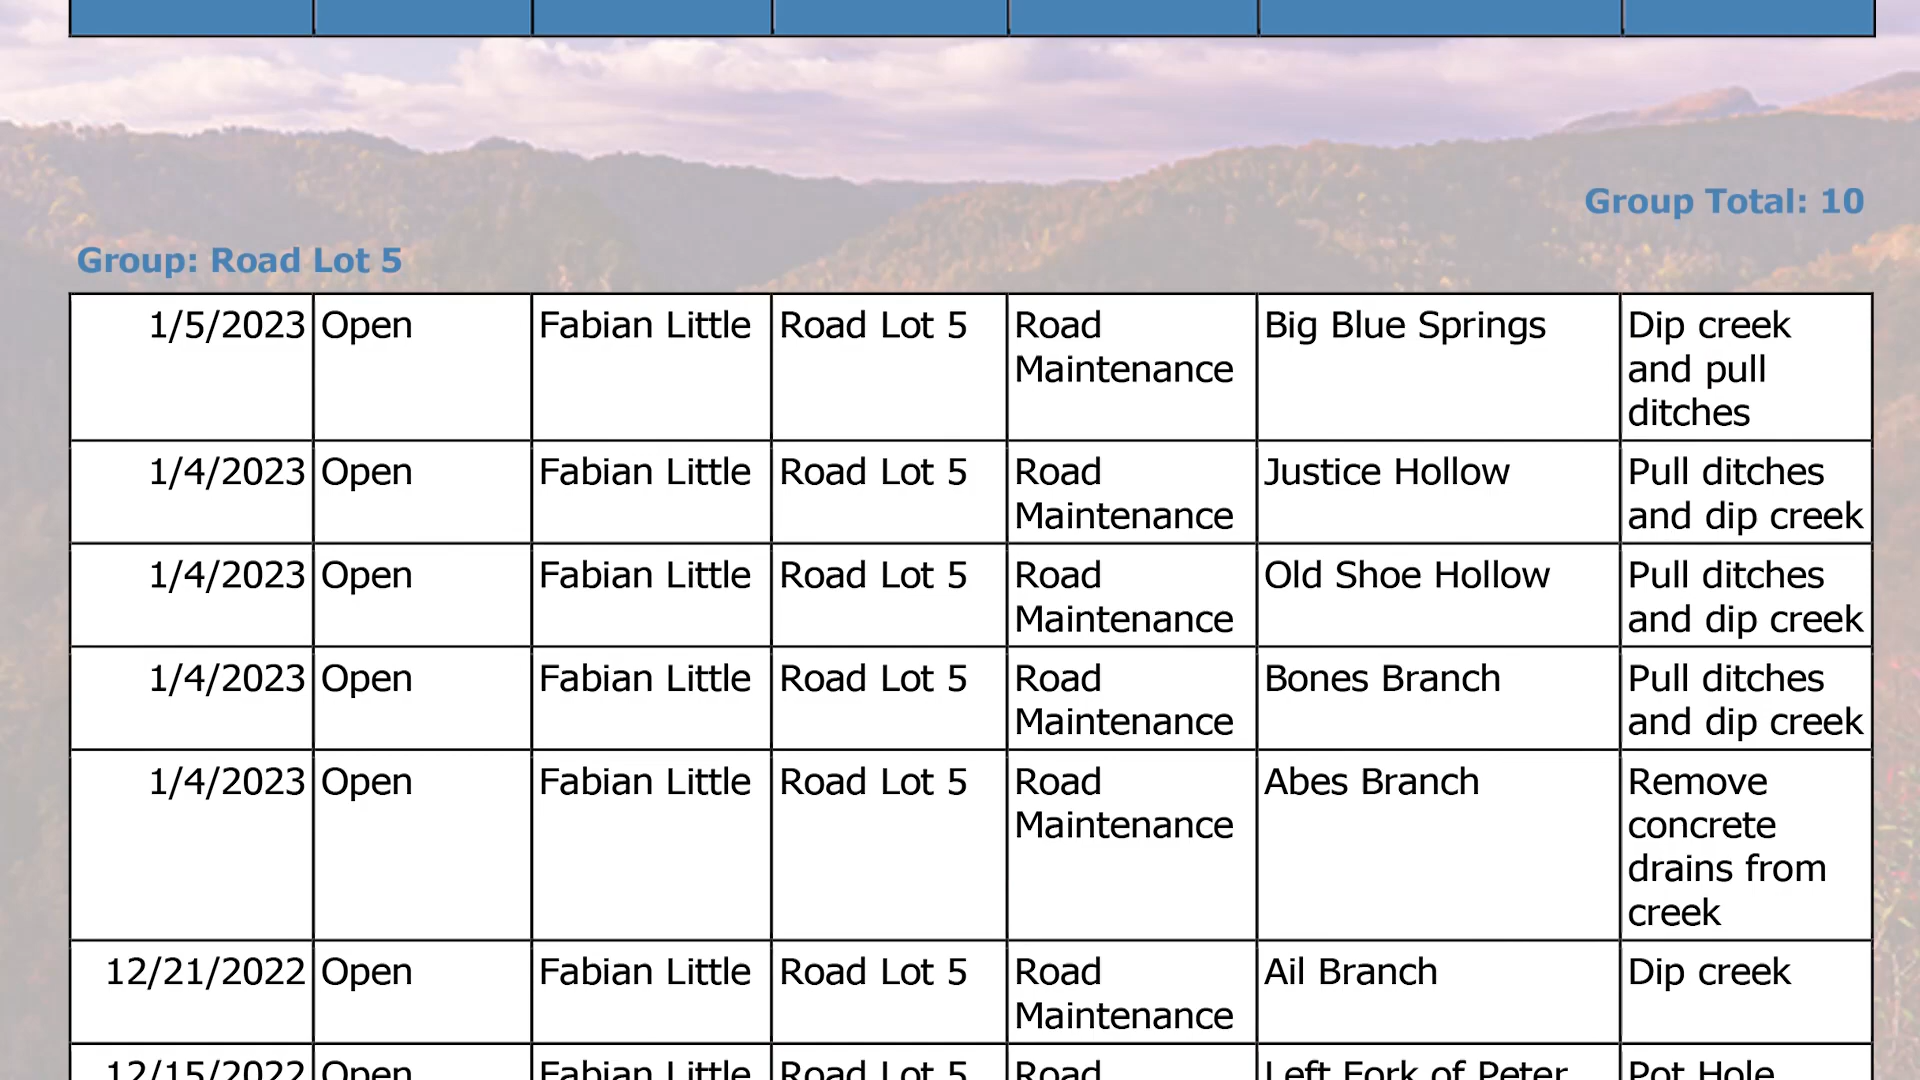 Group Total: 10
Group: Road Lot 5
1/5/2023 Open Fabian Little Road Lot 5 Road Big Blue Springs Dip creek
Maintenance and pull
ditches
1/4/2023 Open Fabian Little Road Lot 5 Road Justice Hollow Pull ditches
Maintenance and dip creek
1/4/2023 Open Fabian Little Road Lot 5 Road Old Shoe Hollow Pull ditches
Maintenance and dip creek
1/4/2023 Open Fabian Little Road Lot 5 Road Bones Branch Pull ditches
Maintenance and dip creek
1/4/2023 Open Fabian Little Road Lot 5 Road Abes Branch Remove
Maintenance concrete
drains from
creek
12/21/2022 Open Fabian Little Road Lot 5 Road Ail Branch Dip creek
Maintenance
12/15/2022 Open Fabian Little Road Lot 5 Road Left Fork of Peter Pot Hole